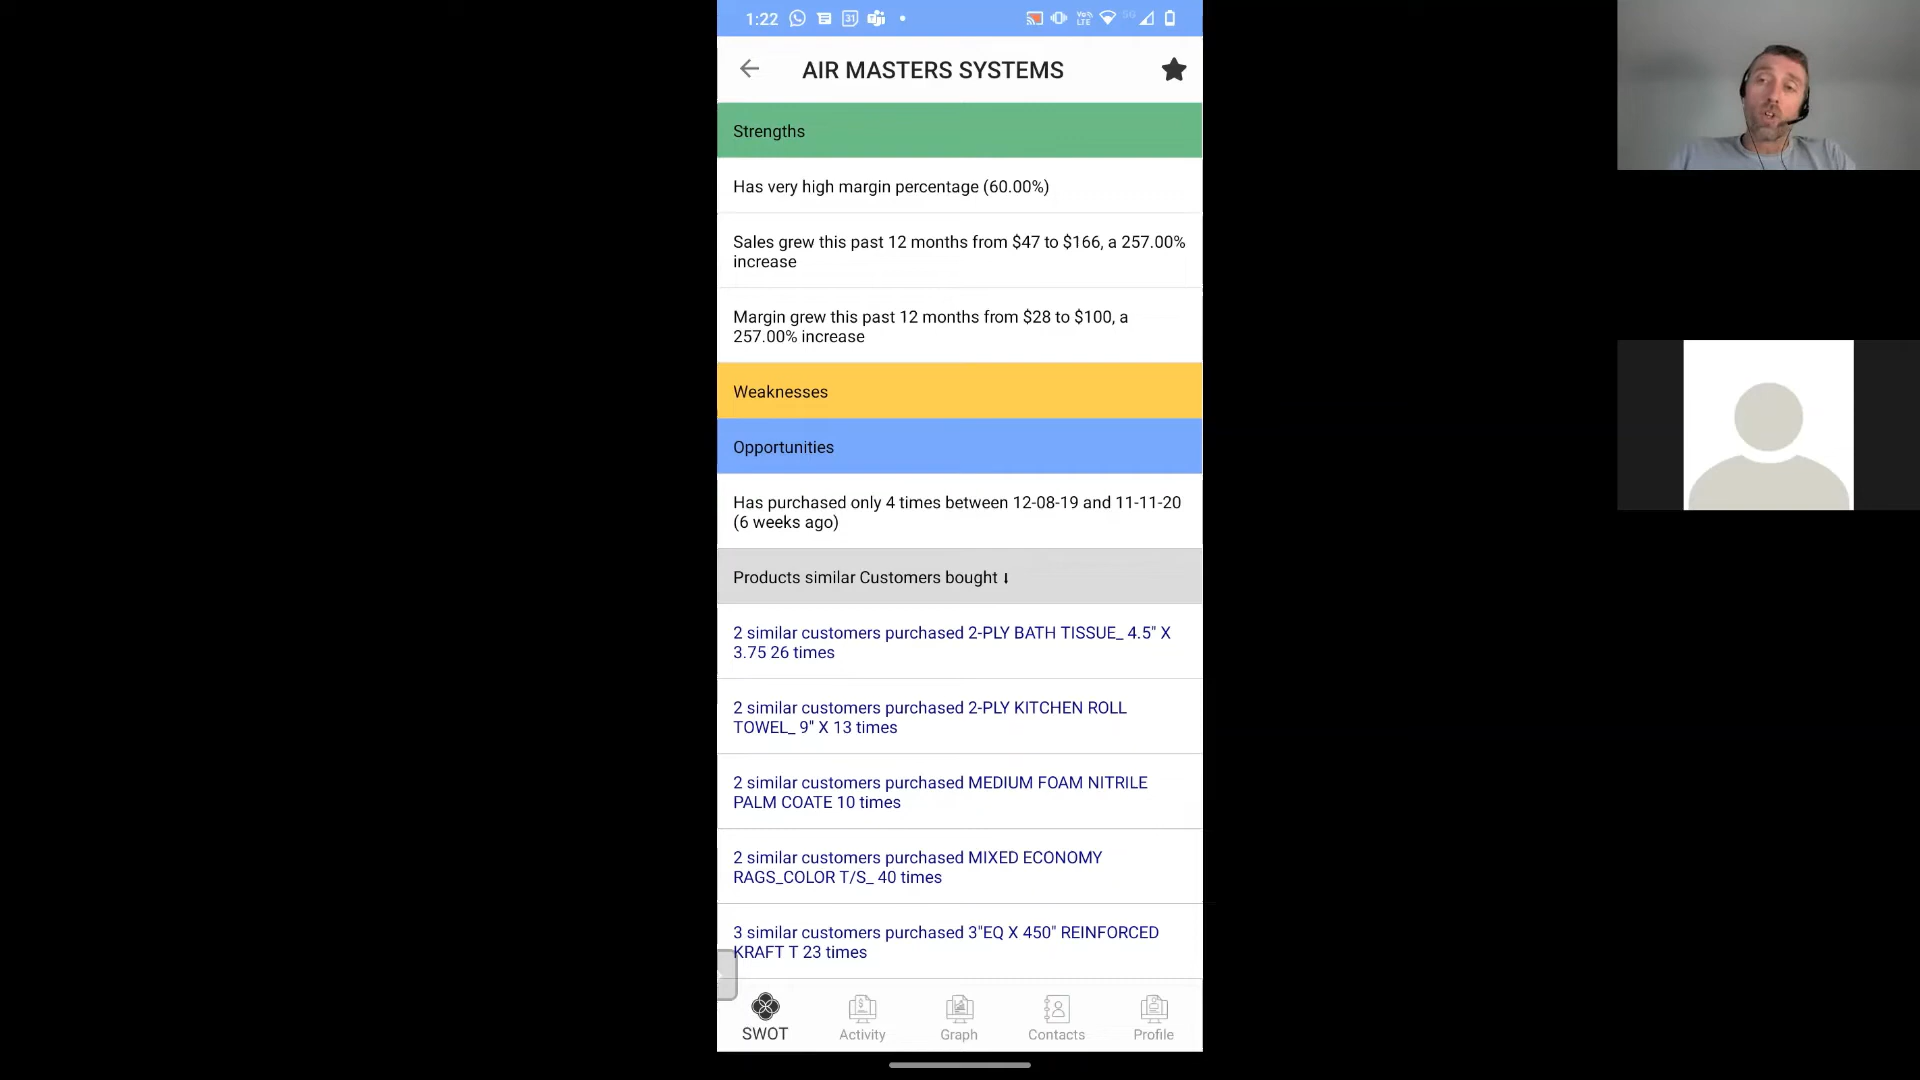 1:22
31
Vo))
LTE
5G
AIR MASTERS SYSTEMS
Strengths
Has very high margin percentage (60.00%)
Sales grew this past 12 months from $47 to $166, a 257.00%
increase
Margin grew this past 12 months from $28 to $100, a
257.00% increase
Weaknesses
Opportunities
Has purchased only 4 times between 12-08-19 and 11-11-20
(6 weeks ago)
Products similar Customers bought ⭣
2 similar customers purchased 2-PLY BATH TISSUE_ 4.5" X
3.75 26 times
2 similar customers purchased 2-PLY KITCHEN ROLL
TOWEL_ 9" X 13 times
2 similar customers purchased MEDIUM FOAM NITRILE
PALM COATE 10 times
2 similar customers purchased MIXED ECONOMY
RAGS_COLOR T/S_ 40 times
3 similar customers purchased 3"EQ X 450" REINFORCED
KRAFT T 23 times
SWOT
Activity
Graph
Contacts
Profile